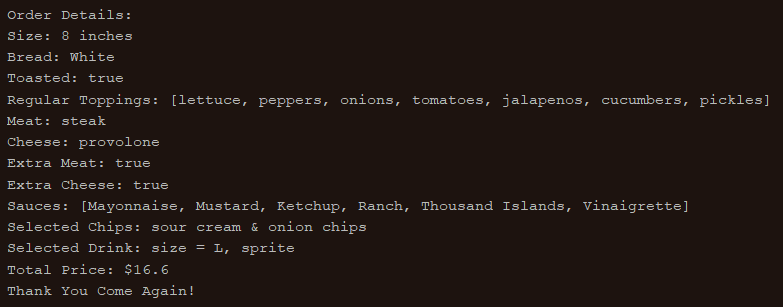 Order Details:
Size: 8 inches
Bread: White
Toasted: true
Regular Toppings: [lettuce, peppers, onions, tomatoes, jalapenos, cucumbers, pickles]
Meat: steak
Cheese: provolone
Extra Meat: true
Extra Cheese: true
Sauces: [Mayonnaise, Mustard, Ketchup, Ranch, Thousand Islands, Vinaigrette]
Selected Chips: sour cream & onion chips
Selected Drink: size = L, sprite
Total Price: $16.6
Thank You Come Again!